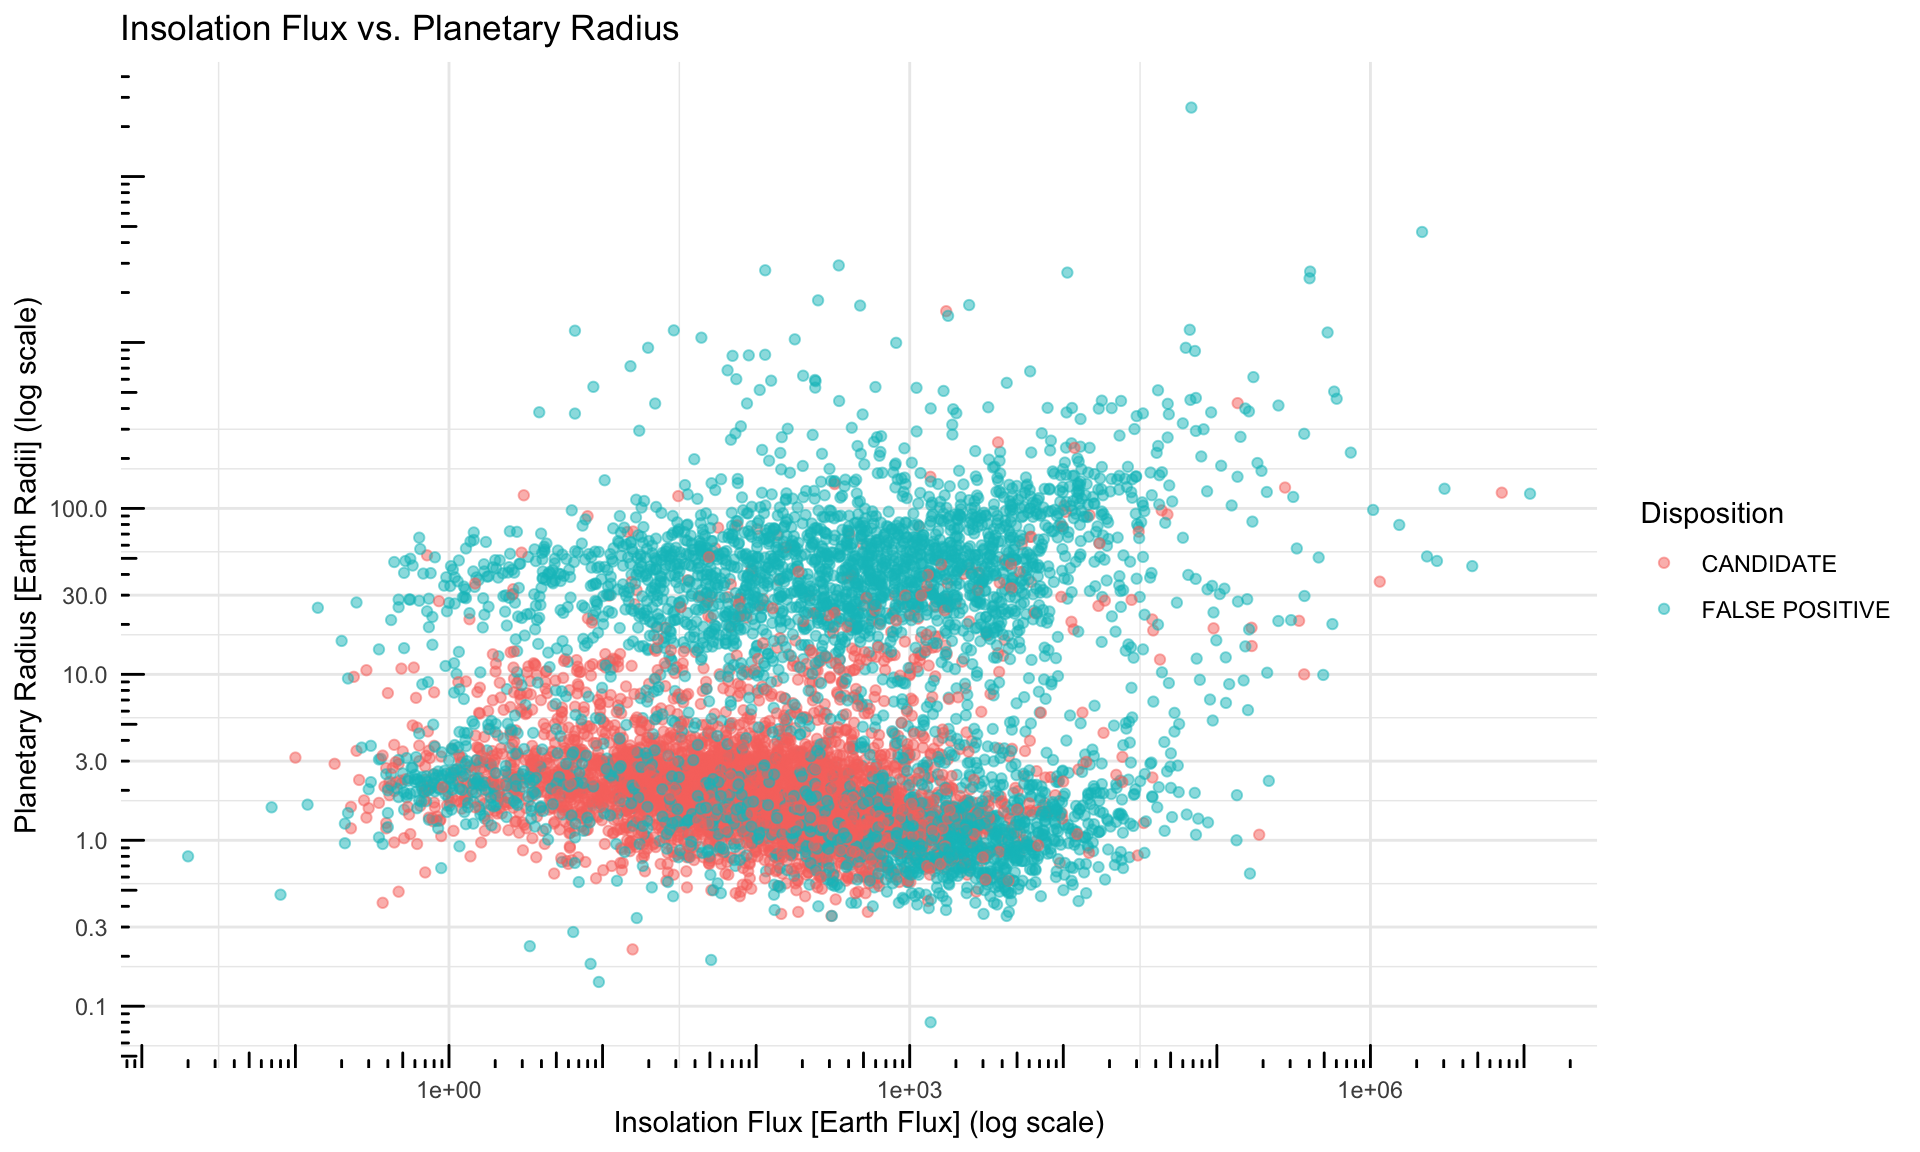 Insolation Flux vs. Planetary Radius
Planetary Radius [Earth Radii] (log scale)
100.0
30.0
10.0
3.0
1.0
0.3
0.1
1e+00
1e+03
1e+06
Insolation Flux [Earth Flux] (log scale)
Disposition
CANDIDATE
FALSE POSITIVE